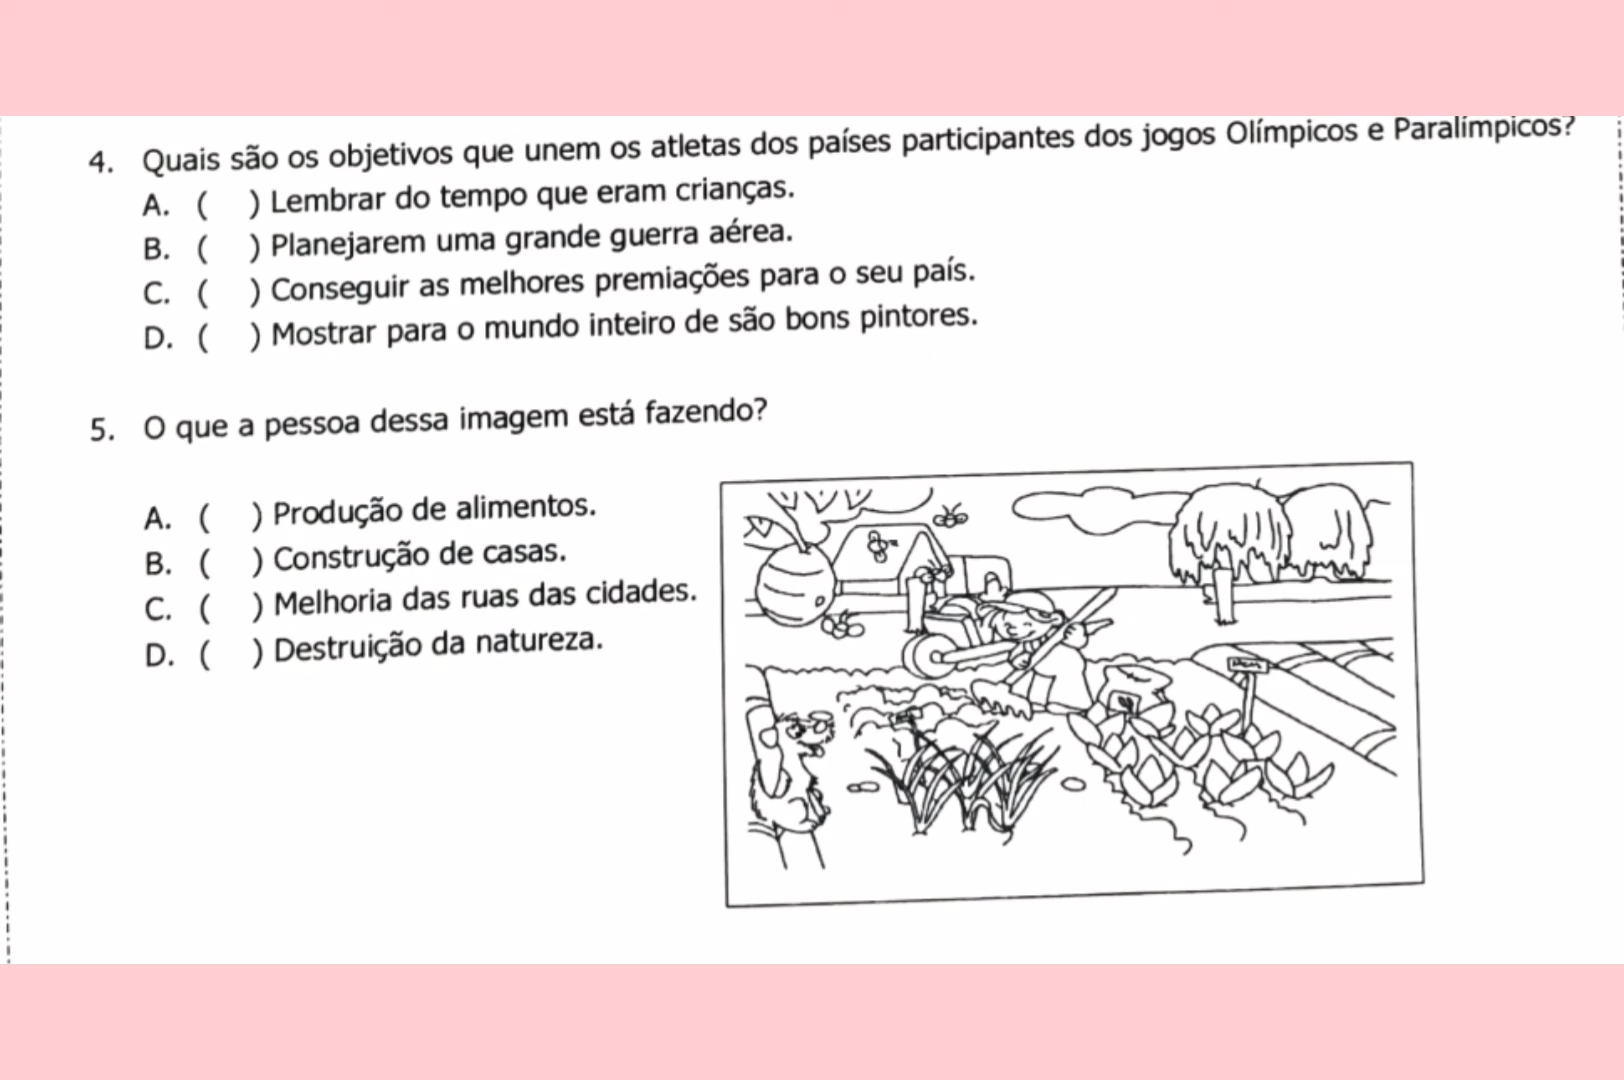 4. Quais são os objetivos que unem os atletas dos países participantes dos jogos Olímpicos e Paralímpicos?
A. ( ) Lembrar do tempo que eram crianças.
B. ( ) Planejarem uma grande guerra aérea.
C. ( ) Conseguir as melhores premiações para o seu país.
D. ( ) Mostrar para o mundo inteiro de são bons pintores.
5. O que a pessoa dessa imagem está fazendo?
A. ( ) Produção de alimentos.
B. ( ) Construção de casas.
C. ( ) Melhoria das ruas das cidades.
D. ( ) Destruição da natureza.